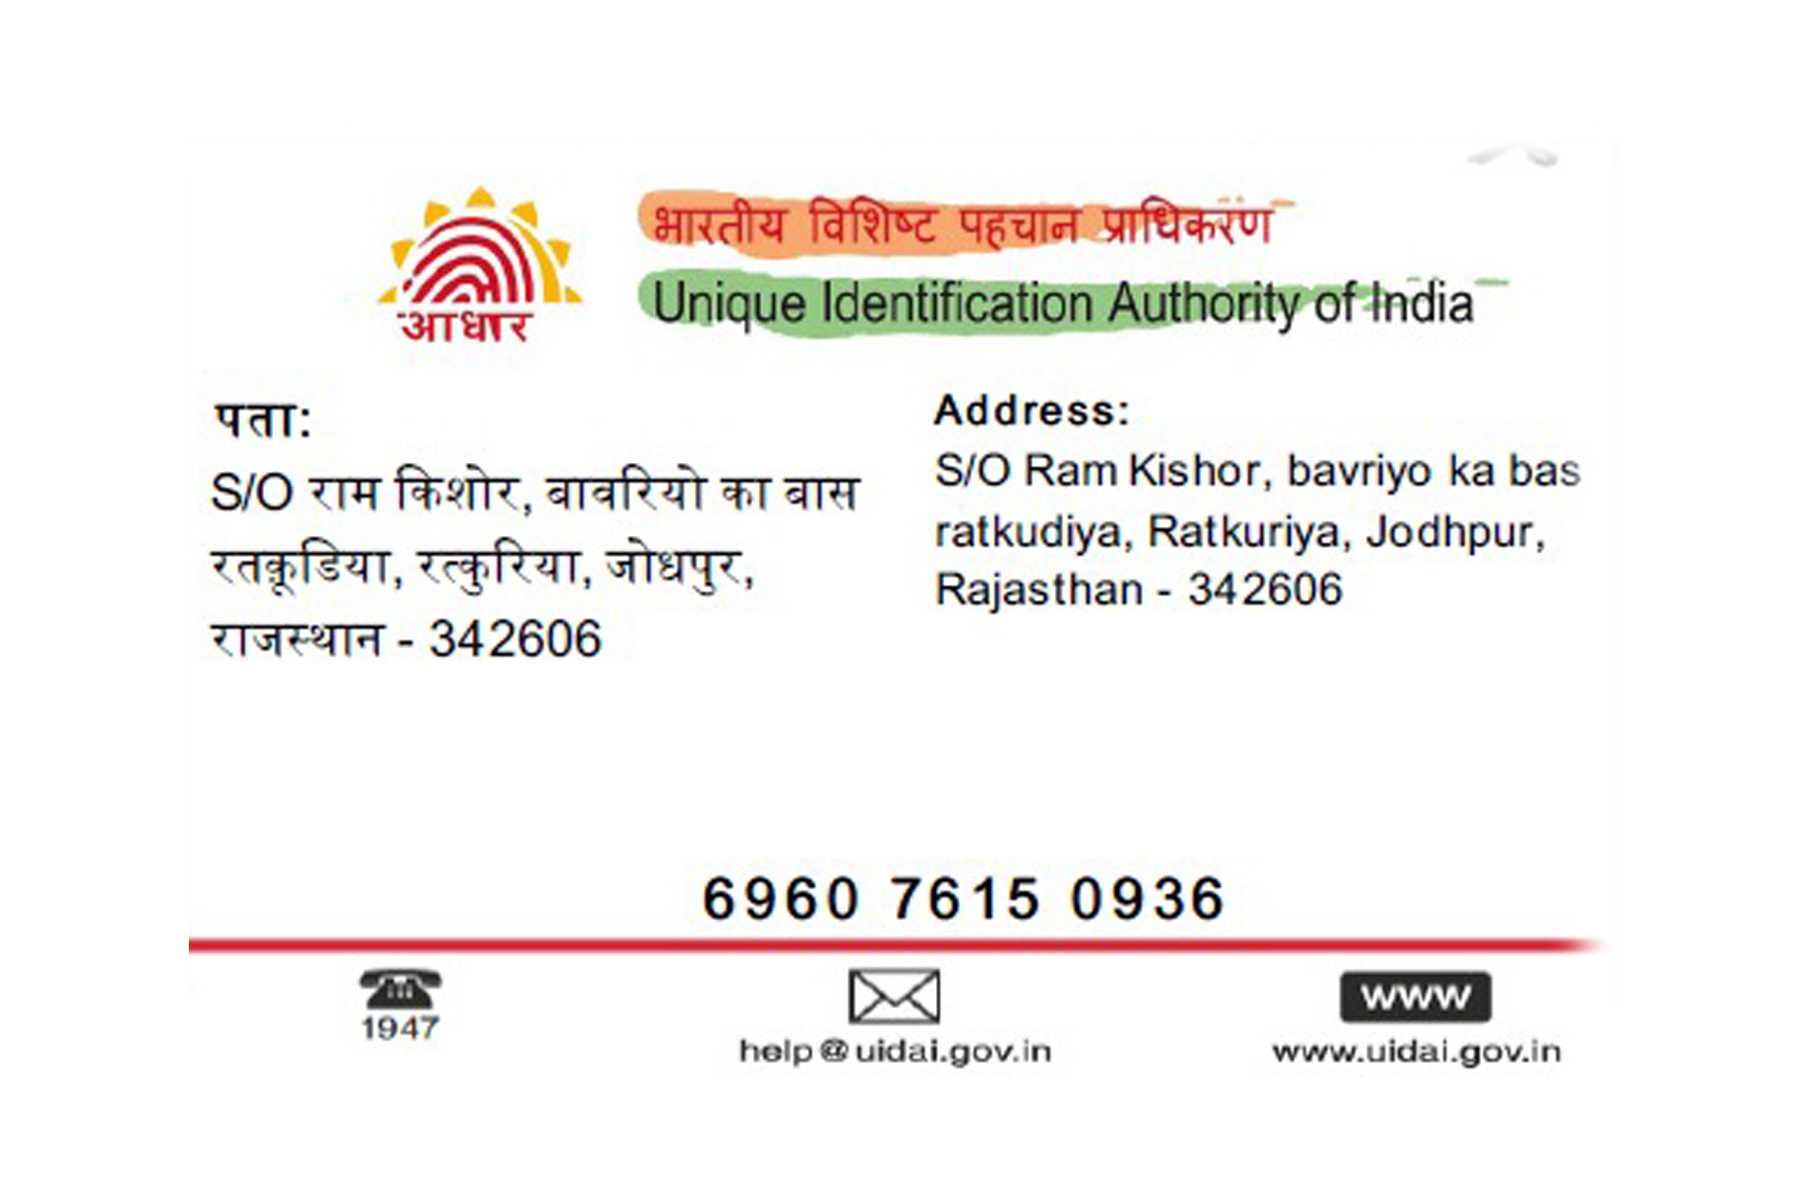 आधार
भारतीय विशिष्ट पहचान प्राधिकरण
Unique Identification Authority of India
पता:
S/O राम किशोर, बावरियो का बास
रतकूडिया, रत्कुरिया, जोधपुर,
राजस्थान - 342606
Address:
S/O Ram Kishor, bavriyo ka bas
ratkudiya, Ratkuriya, Jodhpur,
Rajasthan - 342606
6960 7615 0936
1947
help@uidai.gov.in
www
www.uidai.gov.in